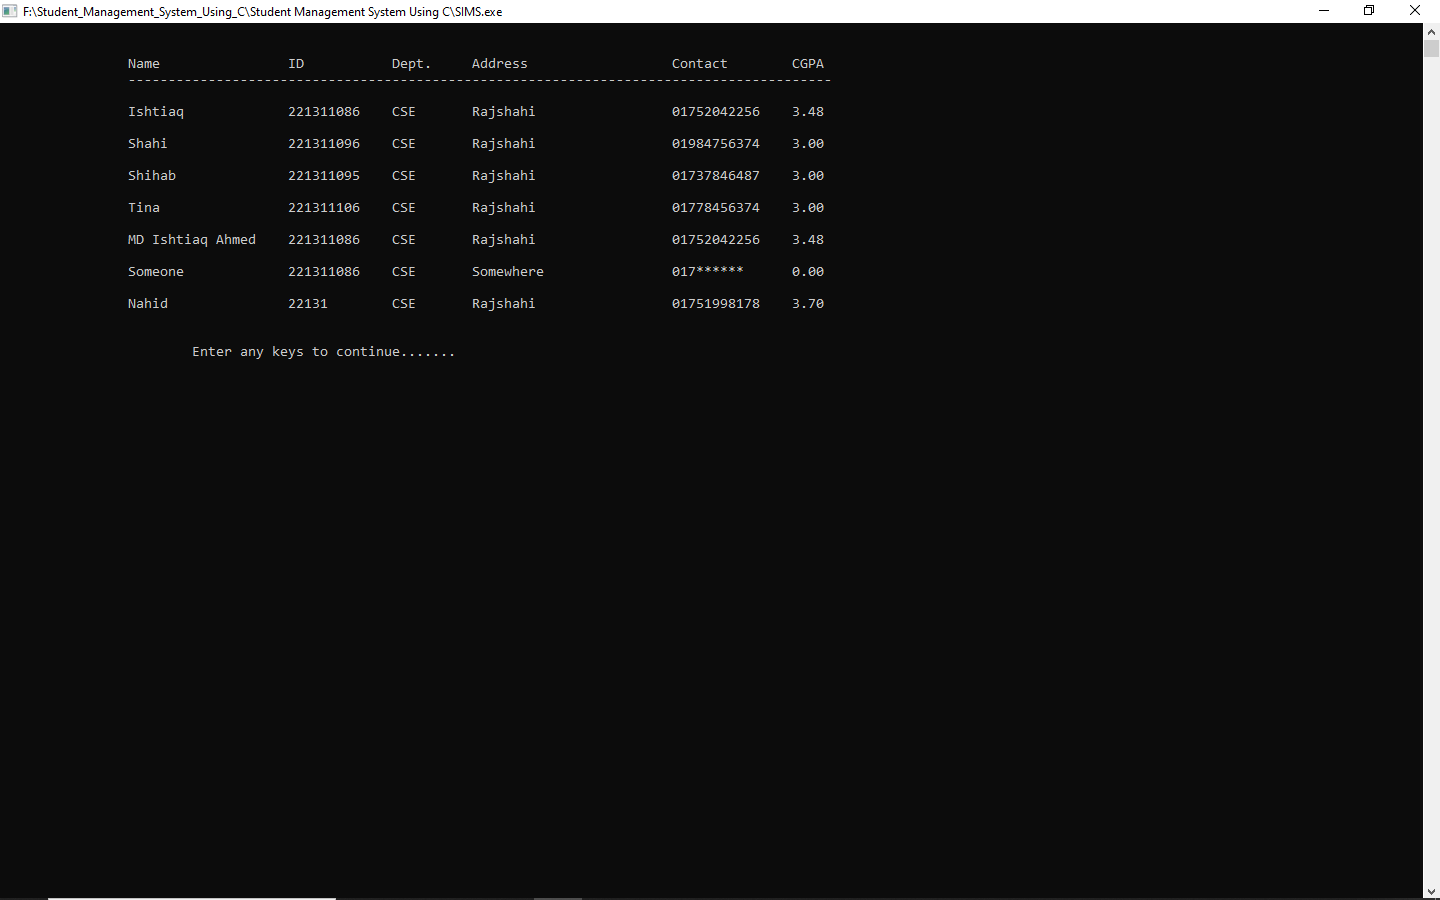 F:\Student_Management_System_Using_C\Student Management System Using C\SIMS.exe
Name ID Dept. Address Contact CGPA
----------------------------------------------------------------------------------------
Ishtiaq 221311086 CSE Rajshahi 01752042256 3.48
Shahi 221311096 CSE Rajshahi 01984756374 3.00
Shihab 221311095 CSE Rajshahi 01737846487 3.00
Tina 221311106 CSE Rajshahi 01778456374 3.00
MD Ishtiaq Ahmed 221311086 CSE Rajshahi 01752042256 3.48
Someone 221311086 CSE Somewhere 017****** 0.00
Nahid 22131 CSE Rajshahi 01751998178 3.70
Enter any keys to continue.......